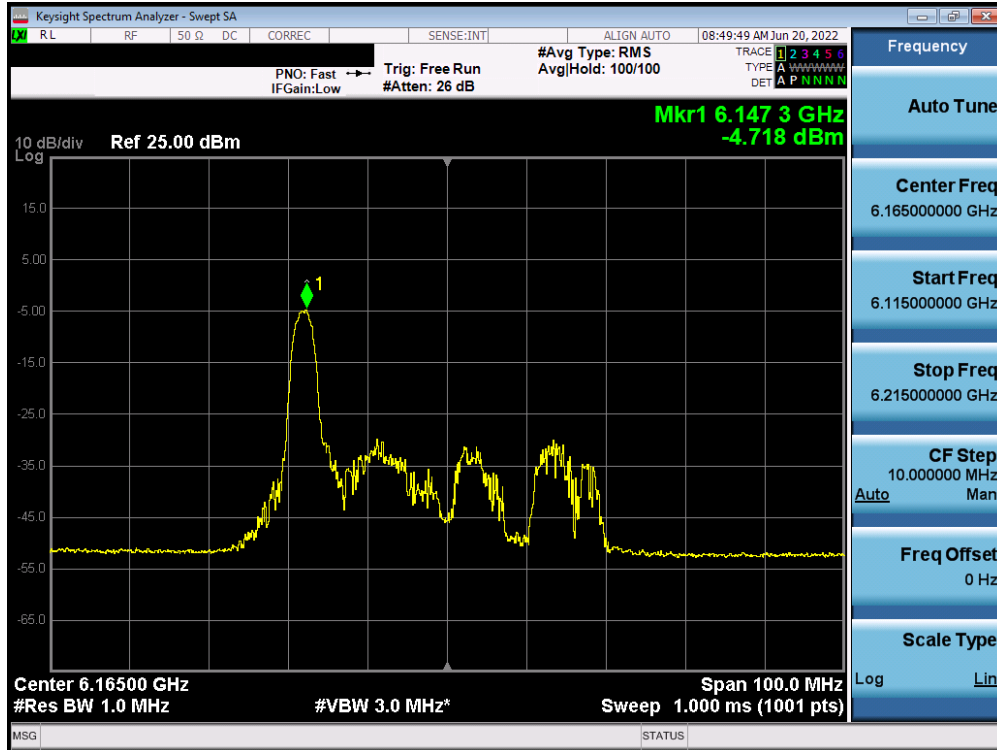 Keysight Spectrum Analyzer - Swept SA
LXI RL RF 50 Ω DC CORREC SENSE:INT ALIGN AUTO 08:49:49 AM Jun 20, 2022
PNO: Fast
IFGain:Low
Trig: Free Run
#Atten: 26 dB
#Avg Type: RMS
Avg|Hold: 100/100
TRACE 1 2 3 4 5 6
TYPE A WWWWW
DET A P N N N N
Mkr1 6.147 3 GHz
-4.718 dBm
10 dB/div Ref 25.00 dBm
Log
15.0
5.00
1
-5.00
-15.0
-25.0
-35.0
-45.0
-55.0
-65.0
Center 6.16500 GHz Span 100.0 MHz
#Res BW 1.0 MHz #VBW 3.0 MHz* Sweep 1.000 ms (1001 pts)
MSG STATUS
Frequency
Auto Tune
Center Freq
6.165000000 GHz
Start Freq
6.115000000 GHz
Stop Freq
6.215000000 GHz
CF Step
10.000000 MHz
Auto Man
Freq Offset
0 Hz
Scale Type
Log Lin